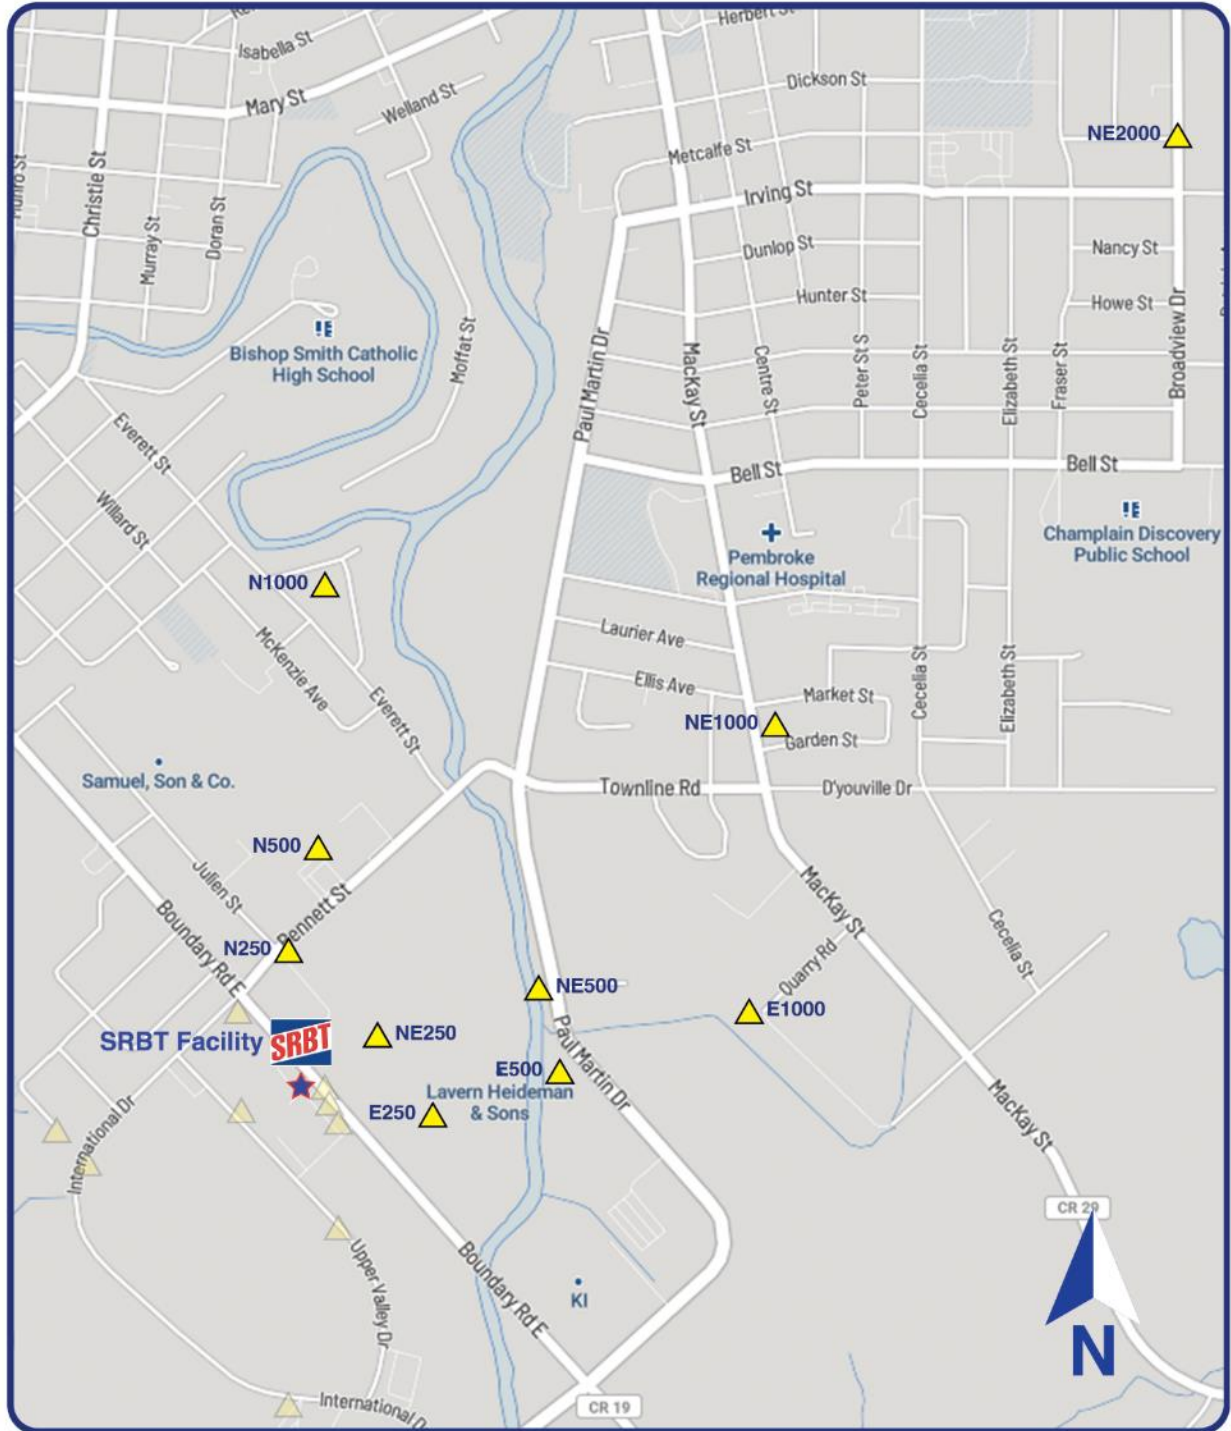 Herbert St
Isabella St
Dickson St
Mary St
Welland St
NE2000
Metcalfe St
Irving St
Christie St
Murray St
Doran St
Dunlop St
Nancy St
Hunter St
Howe St
Bishop Smith Catholic
High School
Moffat St
Paul Martin Dr
MacKay St
Centre St
Peter St S
Cecelia St
Elizabeth St
Fraser St
Broadview Dr
Everett St
Willard St
Bell St
Bell St
Champlain Discovery
Public School
Pembroke
Regional Hospital
N1000
Laurier Ave
McKenzie Ave
Ellis Ave
Everett St
Market St
Cecelia St
Elizabeth St
NE1000
Garden St
Samuel, Son & Co.
Townline Rd
D'youville Dr
N500
Julien St
MacKay St
Bennett St
Boundary Rd E
Cecelia St
N250
Quarry Rd
NE500
E1000
SRBT Facility
SRBT
NE250
Paul Martin Dr
E500
Lavern Heideman
& Sons
E250
International Dr
MacKay St
CR 29
Upper Valley Dr
Boundary Rd E
KI
N
International D
CR 19